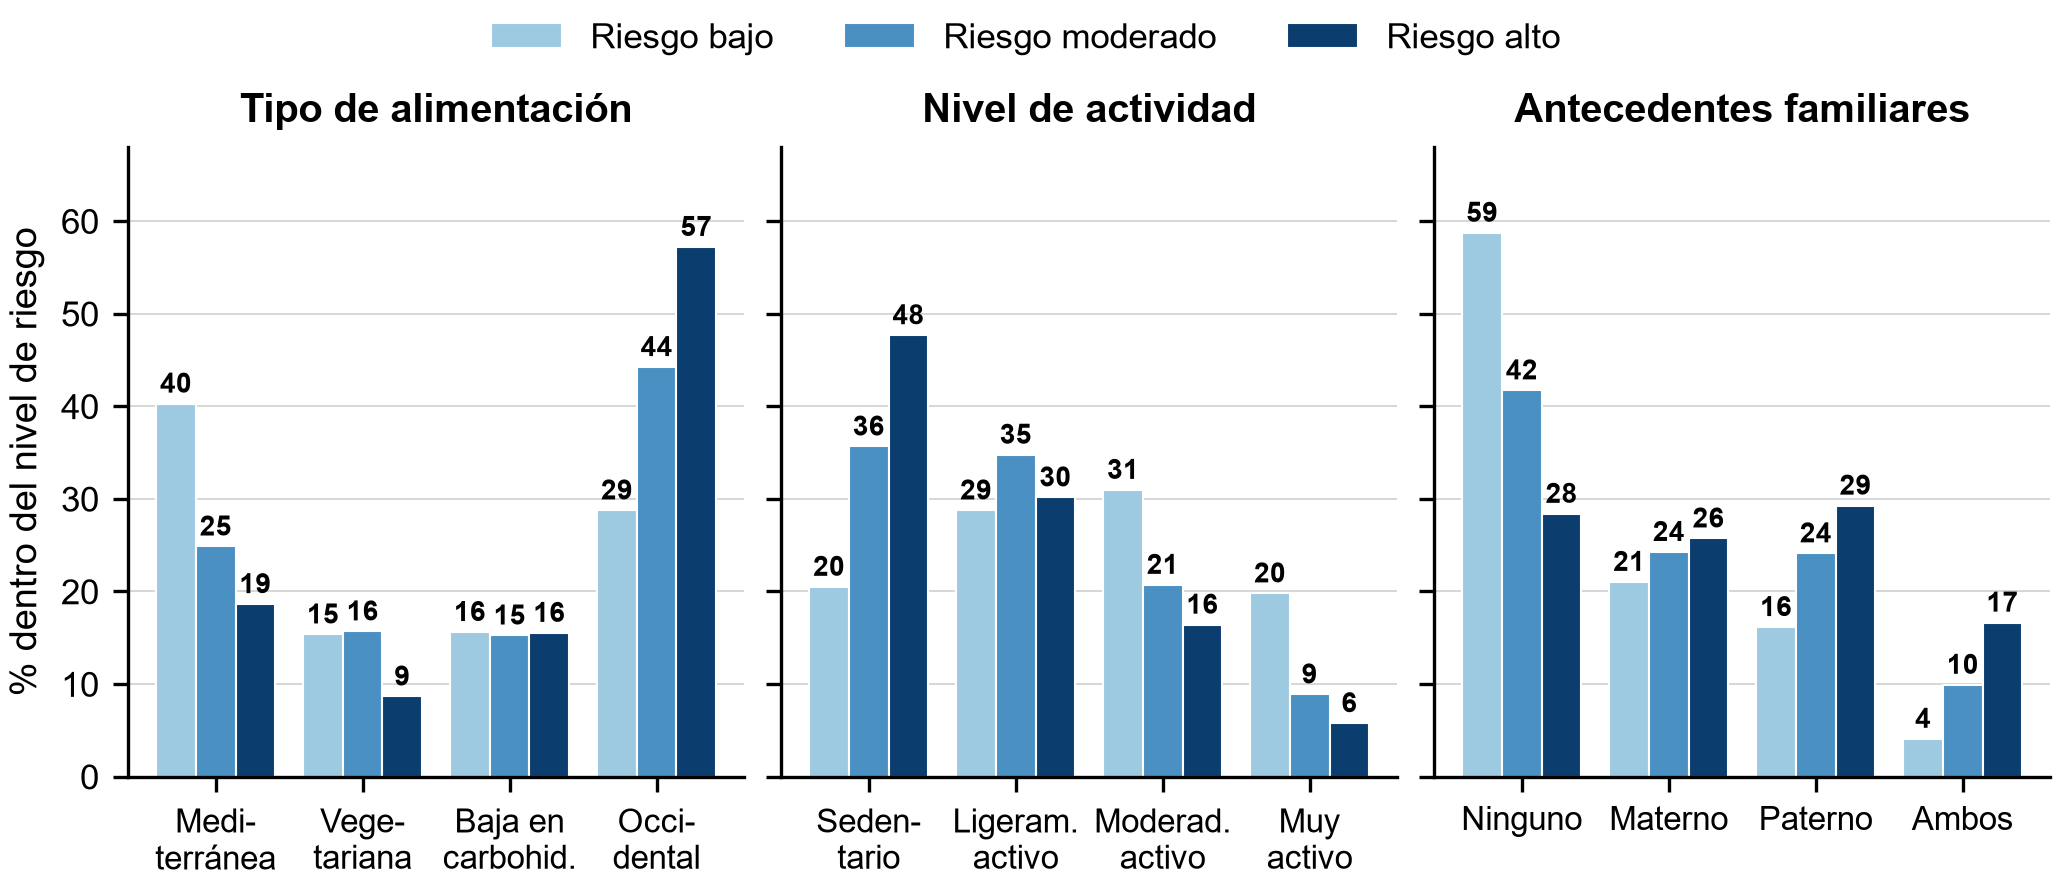 Riesgo bajo Riesgo moderado Riesgo alto
Tipo de alimentación
Nivel de actividad
Antecedentes familiares
% dentro del nivel de riesgo
60
50
40
30
20
10
0
40
25
19
15
16
9
16
15
16
29
44
57
Medi-
terránea
Vege-
tariana
Baja en
carbohid.
Occi-
dental
20
36
48
29
35
30
31
21
16
20
9
6
Seden-
tario
Ligeram.
activo
Moderad.
activo
Muy
activo
59
42
28
21
24
26
16
24
29
4
10
17
Ninguno
Materno
Paterno
Ambos